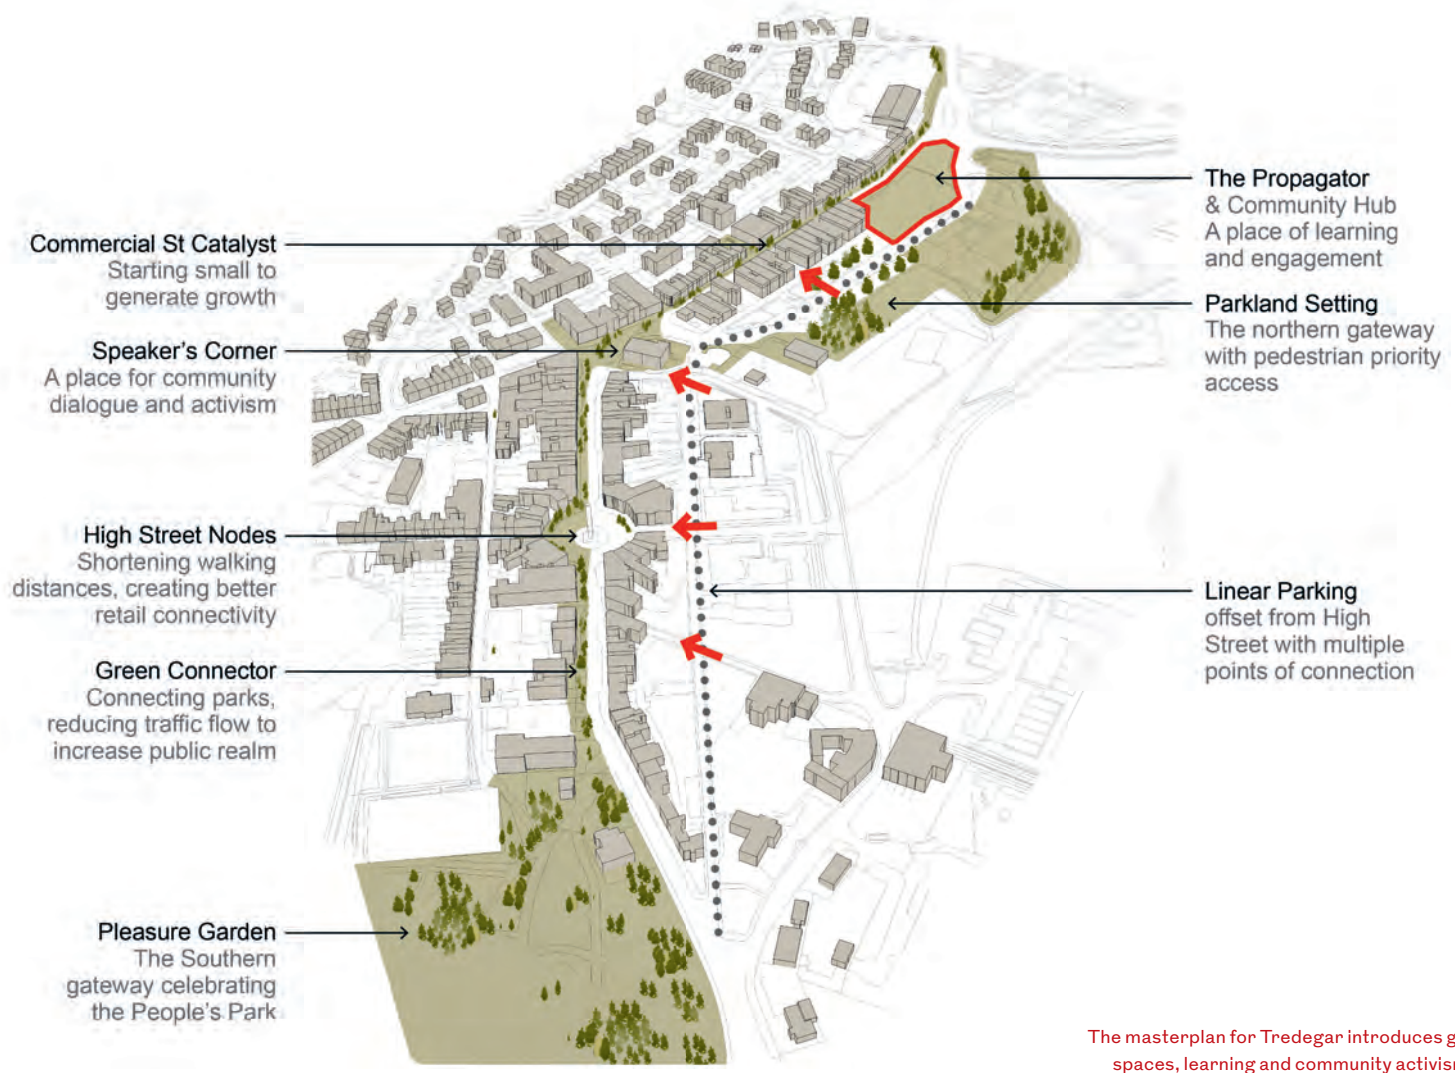 Commercial St Catalyst
Starting small to
generate growth
Speaker's Corner
A place for community
dialogue and activism
High Street Nodes
Shortening walking
distances, creating better
retail connectivity
Green Connector
Connecting parks,
reducing traffic flow to
increase public realm
Pleasure Garden
The Southern
gateway celebrating
the People's Park
The Propagator
& Community Hub
A place of learning
and engagement
Parkland Setting
The northern gateway
with pedestrian priority
access
Linear Parking
offset from High
Street with multiple
points of connection
The masterplan for Tredegar introduces
spaces, learning and community